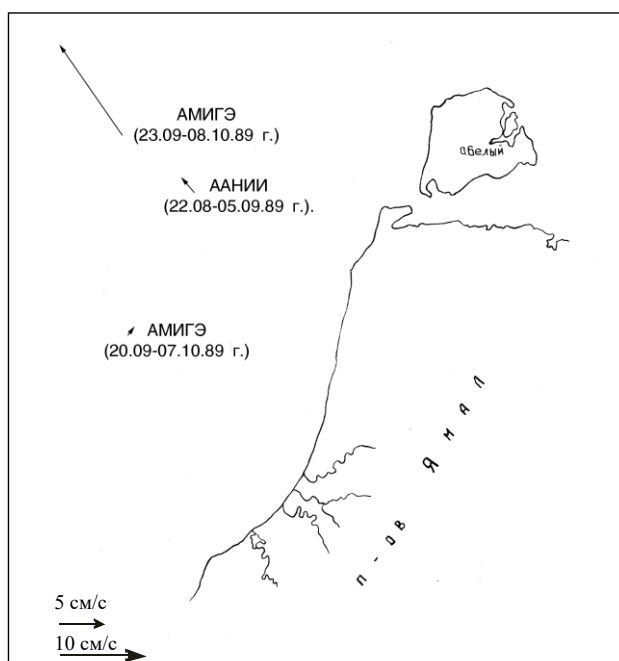 АМИГЭ
(23.09-08.10.89 г.)
о.Белый
ААНИИ
(22.08-05.09.89 г.).
АМИГЭ
(20.09-07.10.89 г.)
п-ов Ямал
5 см/с
10 см/с